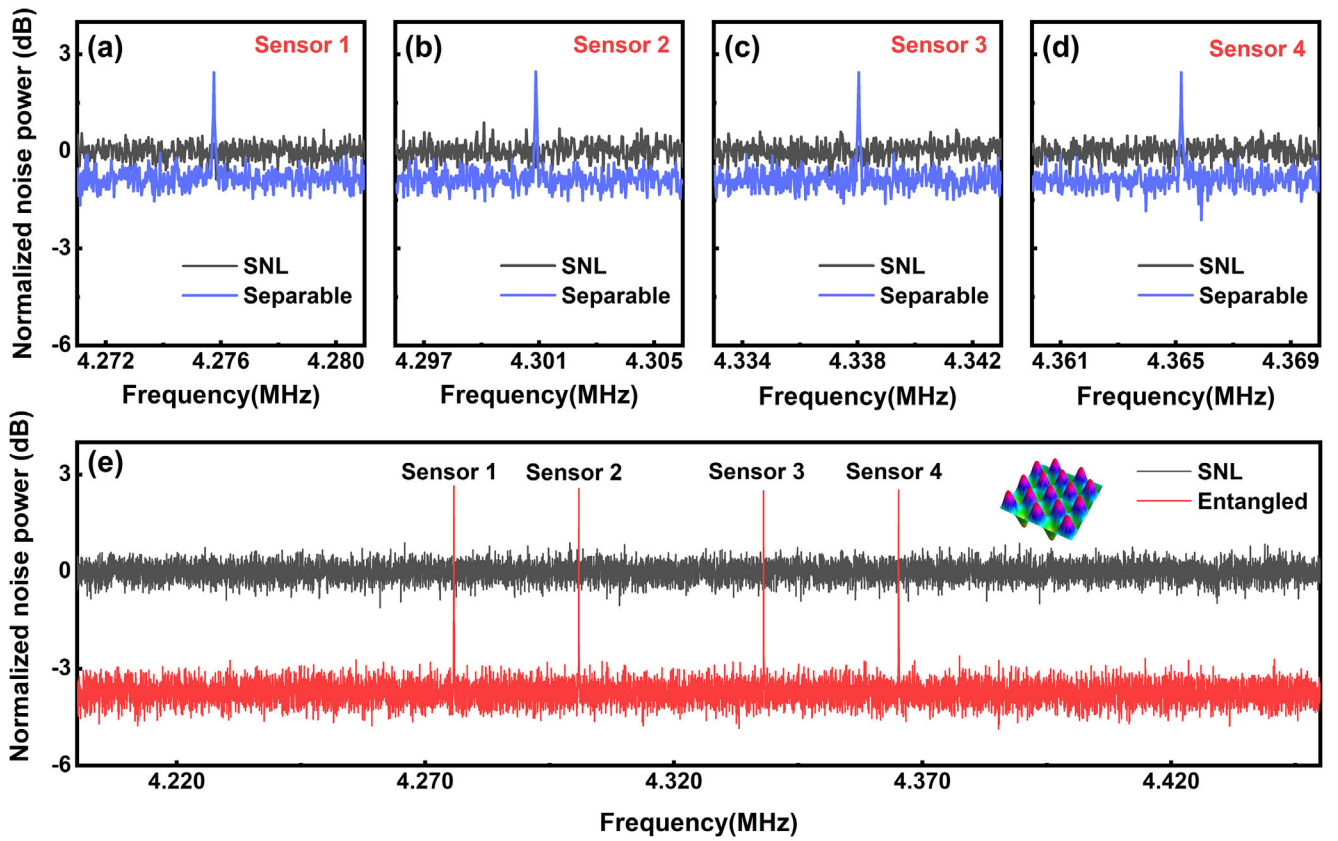 Normalized noise power (dB)
3
0
-3
-6
(a)
Sensor 1
SNL
Separable
4.272
4.276
4.280
Frequency(MHz)
(b)
Sensor 2
SNL
Separable
4.297
4.301
4.305
Frequency(MHz)
(c)
Sensor 3
SNL
Separable
4.334
4.338
4.342
Frequency(MHz)
(d)
Sensor 4
SNL
Separable
4.361
4.365
4.369
Frequency(MHz)
Normalized noise power (dB)
3
0
-3
-6
(e)
Sensor 1
Sensor 2
Sensor 3
Sensor 4
SNL
Entangled
4.220
4.270
4.320
4.370
4.420
Frequency(MHz)